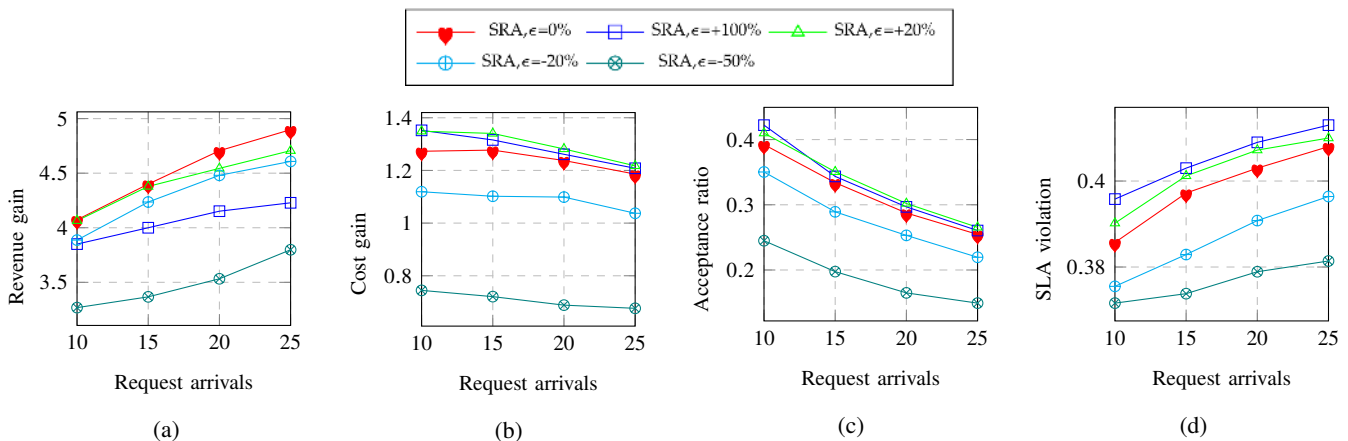 SRA,ϵ=0% SRA,ϵ=+100% SRA,ϵ=+20%
SRA,ϵ=-20% SRA,ϵ=-50%
5
4.5
4
3.5
10 15 20 25
Revenue gain
Request arrivals
(a)
1.4
1.2
1
0.8
10 15 20 25
Cost gain
Request arrivals
(b)
0.4
0.3
0.2
10 15 20 25
Acceptance ratio
Request arrivals
(c)
0.4
0.38
10 15 20 25
SLA violation
Request arrivals
(d)